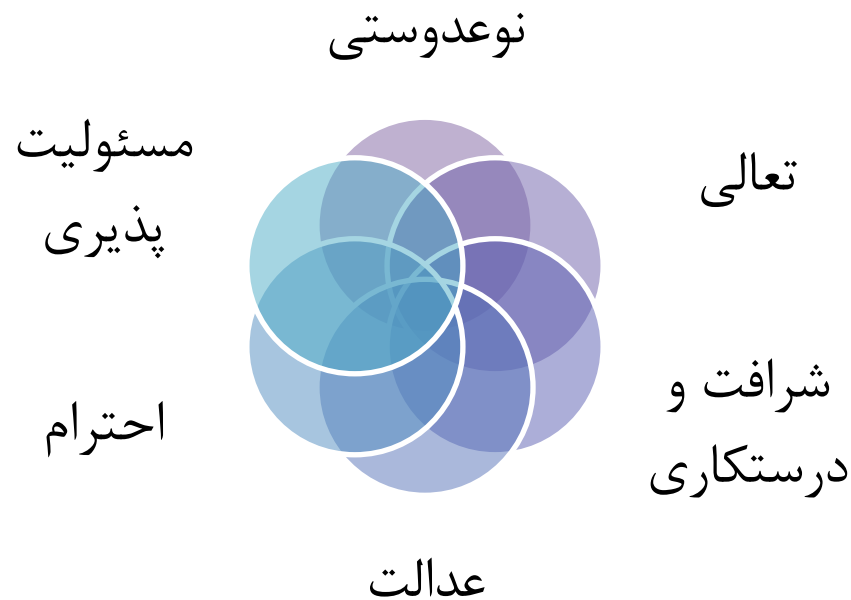 نوعدوستی
تعالی
شرافت و
درستکاری
عدالت
احترام
مسئولیت
پذیری